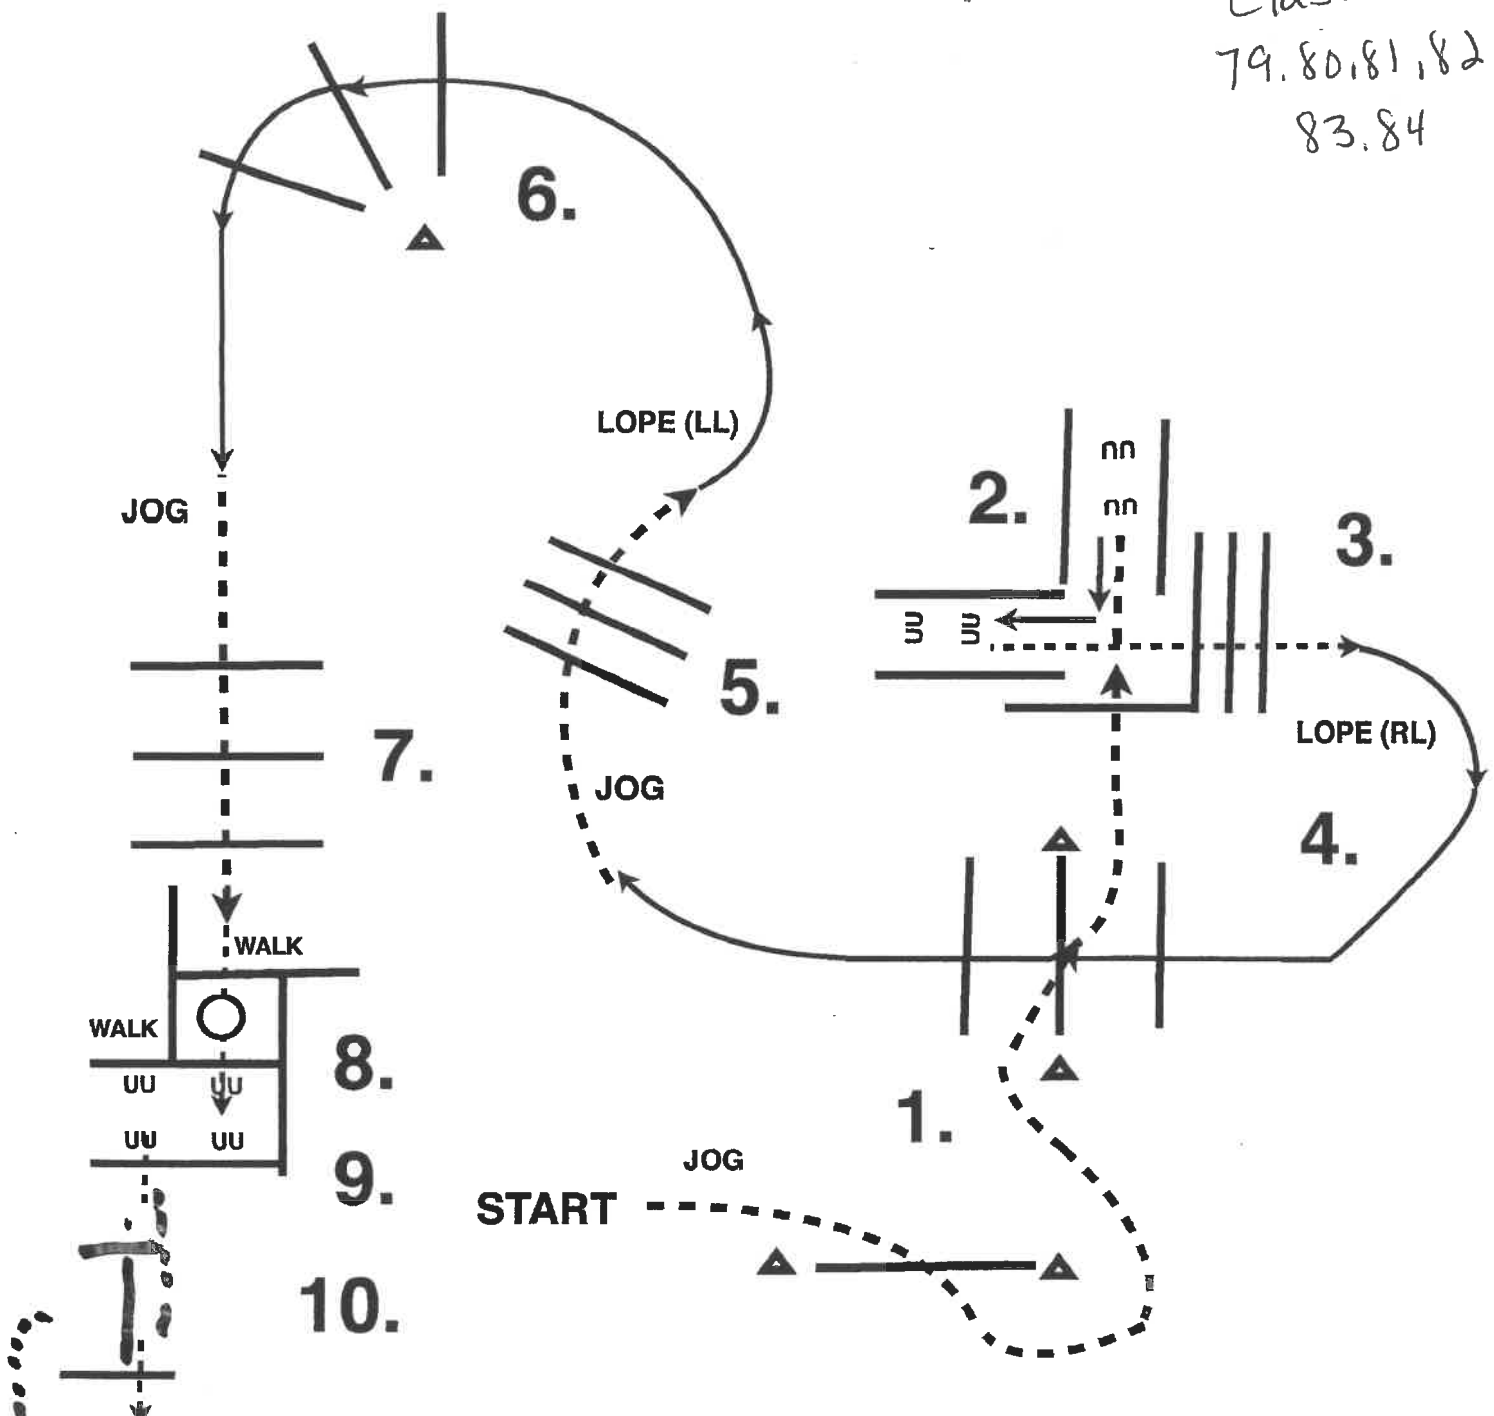 79.80,81,82
83.84
6.
LOPE (LL)
2.
3.
JOG
5.
LOPE (RL)
7.
JOG
4.
WALK
WALK
8.
1.
JOG
9.
START
10.